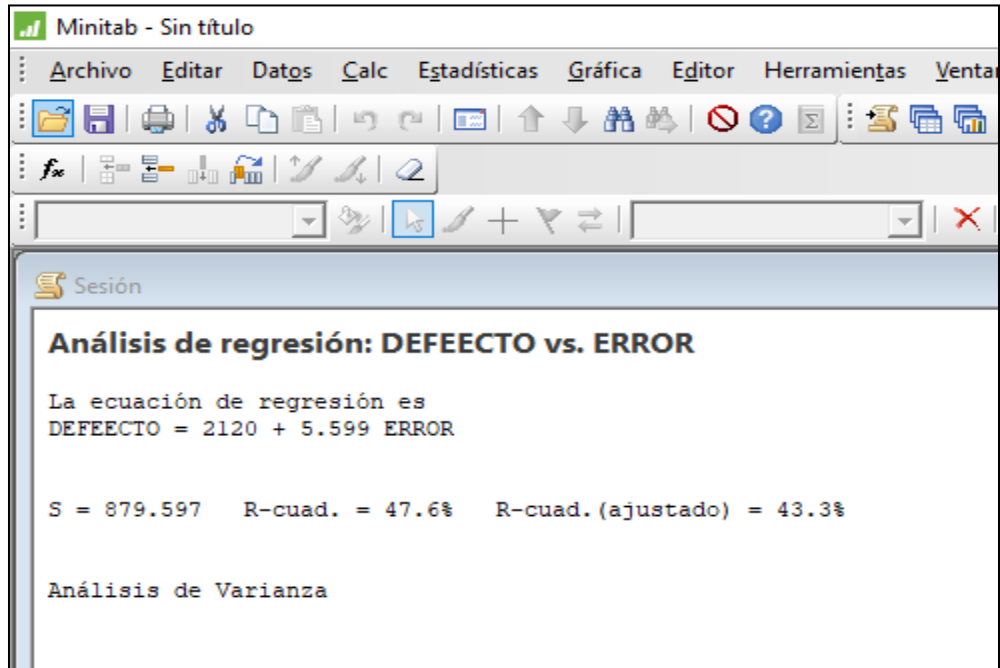 Minitab - Sin título
Archivo Editar Datos Calc Estadísticas Gráfica Editor Herramientas Ventan
Sesión
Análisis de regresión: DEFEECTO vs. ERROR
La ecuación de regresión es
DEFEECTO = 2120 + 5.599 ERROR
S = 879.597 R-cuad. = 47.6% R-cuad.(ajustado) = 43.3%
Análisis de Varianza